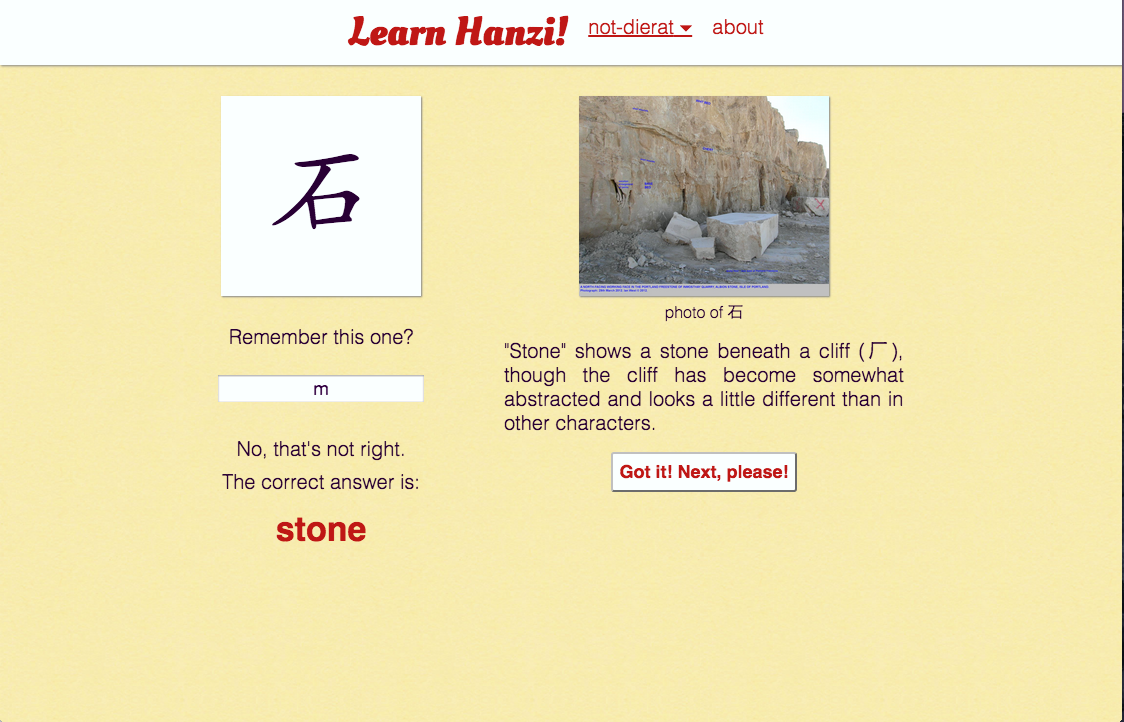 Learn Hanzi!
not-dierat
about
石
Remember this one?
m
No, that's not right.
The correct answer is:
stone
photo of 石
"Stone" shows a stone beneath a cliff (厂),
though the cliff has become somewhat
abstracted and looks a little different than in
other characters.
Got it! Next, please!